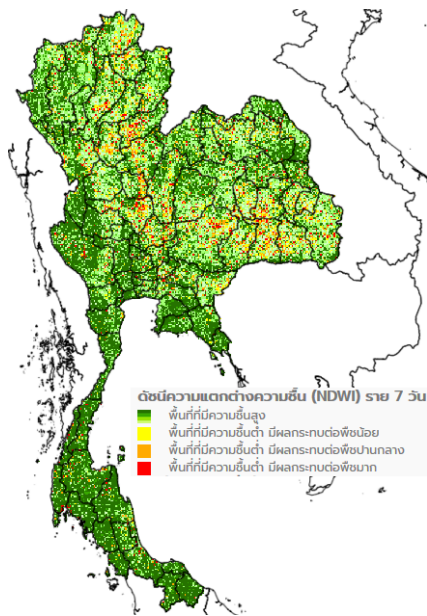 ดัชนีความแตกต่างความชื้น (NDWI) ราย 7 วัน
พื้นที่ที่มีความชื้นสูง
พื้นที่ที่มีความชื้นต่ำ มีผลกระทบต่อพืชน้อย
พื้นที่ที่มีความชื้นต่ำ มีผลกระทบต่อพืชปานกลาง
พื้นที่ที่มีความชื้นต่ำ มีผลกระทบต่อพืชมาก